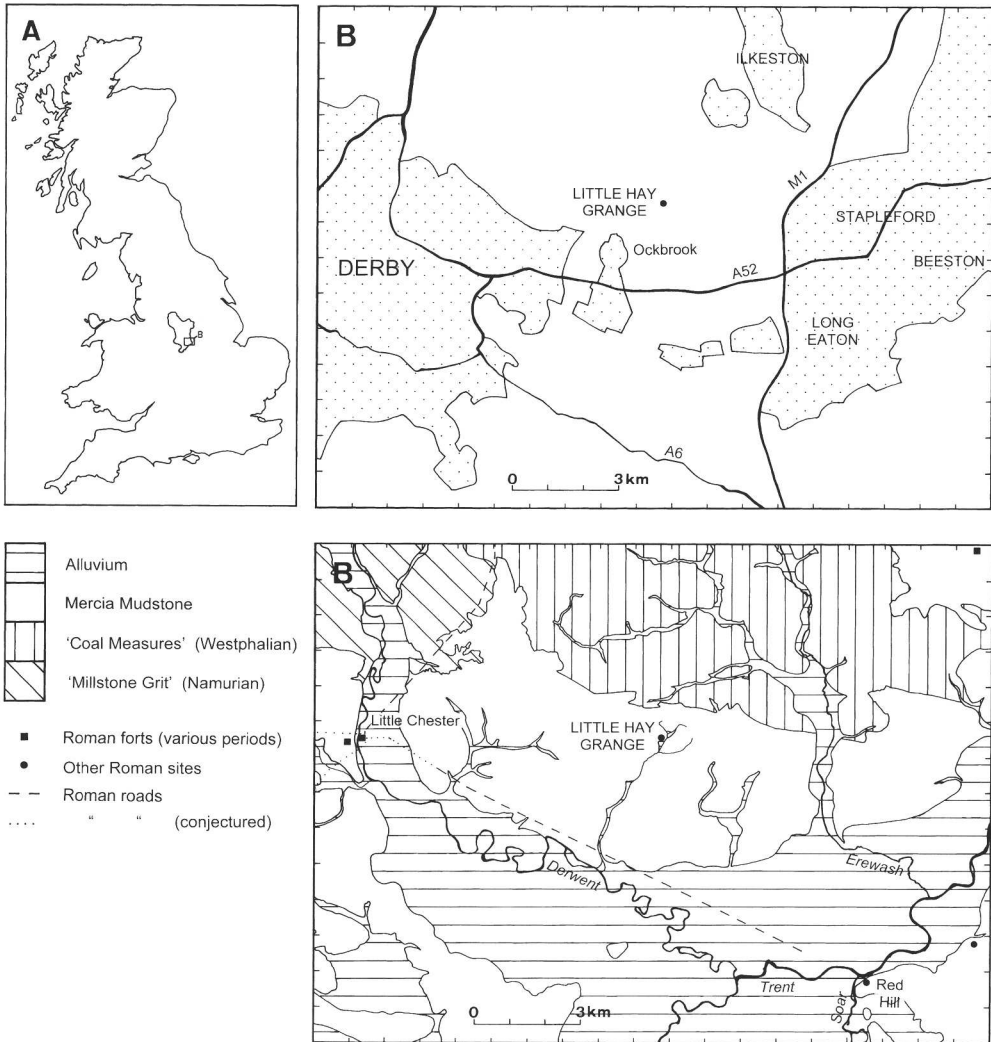 A
B
B
ILKESTON
M1
LITTLE HAY
GRANGE
STAPLEFORD
Ockbrook
BEESTON
DERBY
A52
LONG
EATON
A6
0 3km
Alluvium
Mercia Mudstone
'Coal Measures' (Westphalian)
'Millstone Grit' (Namurian)
Roman forts (various periods)
Other Roman sites
Roman roads
“ “ (conjectured)
B
Little Chester
LITTLE HAY
GRANGE
Derwent
Erewash
Trent
Soar
Red
Hill
0 3km